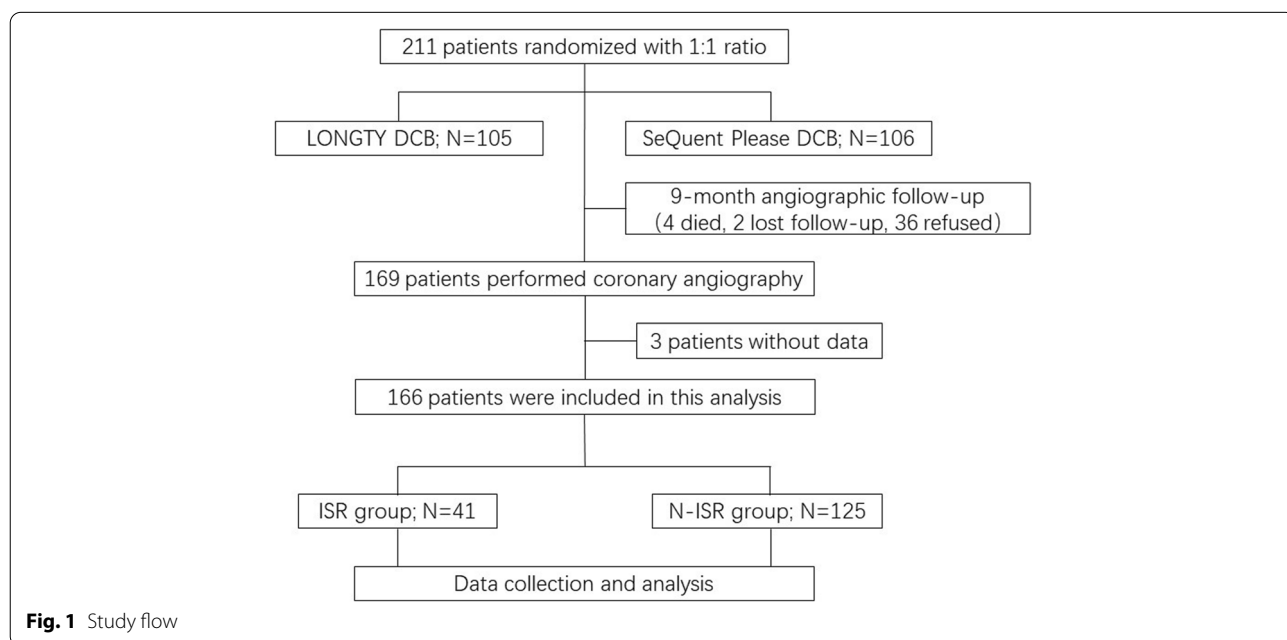 211 patients randomized with 1:1 ratio
LONGTY DCB; N=105
SeQuent Please DCB; N=106
9-month angiographic follow-up
(4 died, 2 lost follow-up, 36 refused)
169 patients performed coronary angiography
3 patients without data
166 patients were included in this analysis
ISR group; N=41
N-ISR group; N=125
Data collection and analysis
Fig. 1 Study flow